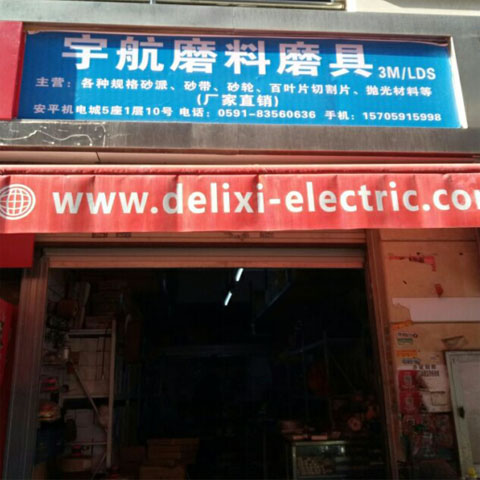 宇航磨料磨具 3M/LDS
主营：各种规格砂派、砂带、砂轮、百叶片切割片、抛光材料等
(厂家直销)
安平机电城5座1层10号 电话：0591-83560636 手机：15705915998
www.delixi-electric.com